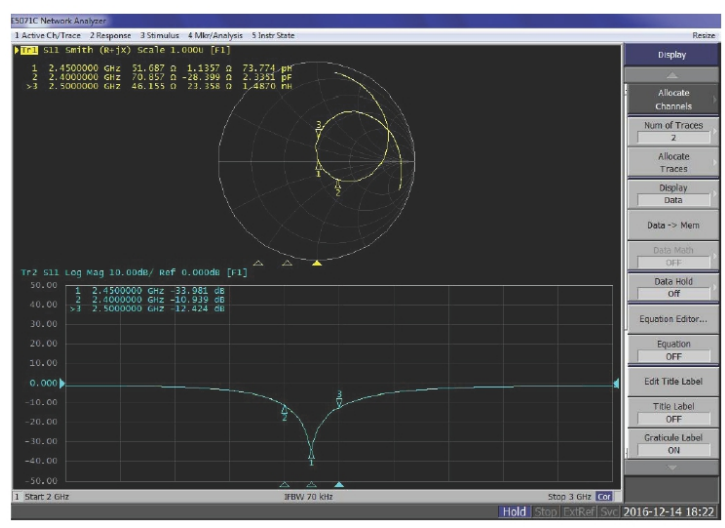 E5071C Network Analyzer
1 Active Ch/Trace 2 Response 3 Stimulus 4 Mkr/Analysis 5 Instr State
Resize
Tr1 S11 Smith (R+jX) Scale 1.000U [F1]
1 2.4500000 GHz 51.687 Ω 1.1357 Ω 73.774 pH
2 2.4000000 GHz 70.857 Ω -28.399 Ω 2.3351 pF
>3 2.5000000 GHz 46.155 Ω 23.358 Ω 1.4870 nH
3
1
2
Tr2 S11 Log Mag 10.00dB/ Ref 0.000dB [F1]
50.00
1 2.4500000 GHz -33.981 dB
2 2.4000000 GHz -10.939 dB
>3 2.5000000 GHz -12.424 dB
40.00
30.00
20.00
10.00
0.000
-10.00
-20.00
-30.00
-40.00
-50.00
3
2
1
1 Start 2 GHz
IFBW 70 kHz
Stop 3 GHz Cor
Display
Allocate
Channels
Num of Traces
2
Allocate
Traces
Display
Data
Data -> Mem
Data Math
OFF
Data Hold
Off
Equation Editor...
Equation
OFF
Edit Title Label
Title Label
OFF
Graticule Label
ON
Hold Stop ExtRef Svc 2016-12-14 18:22